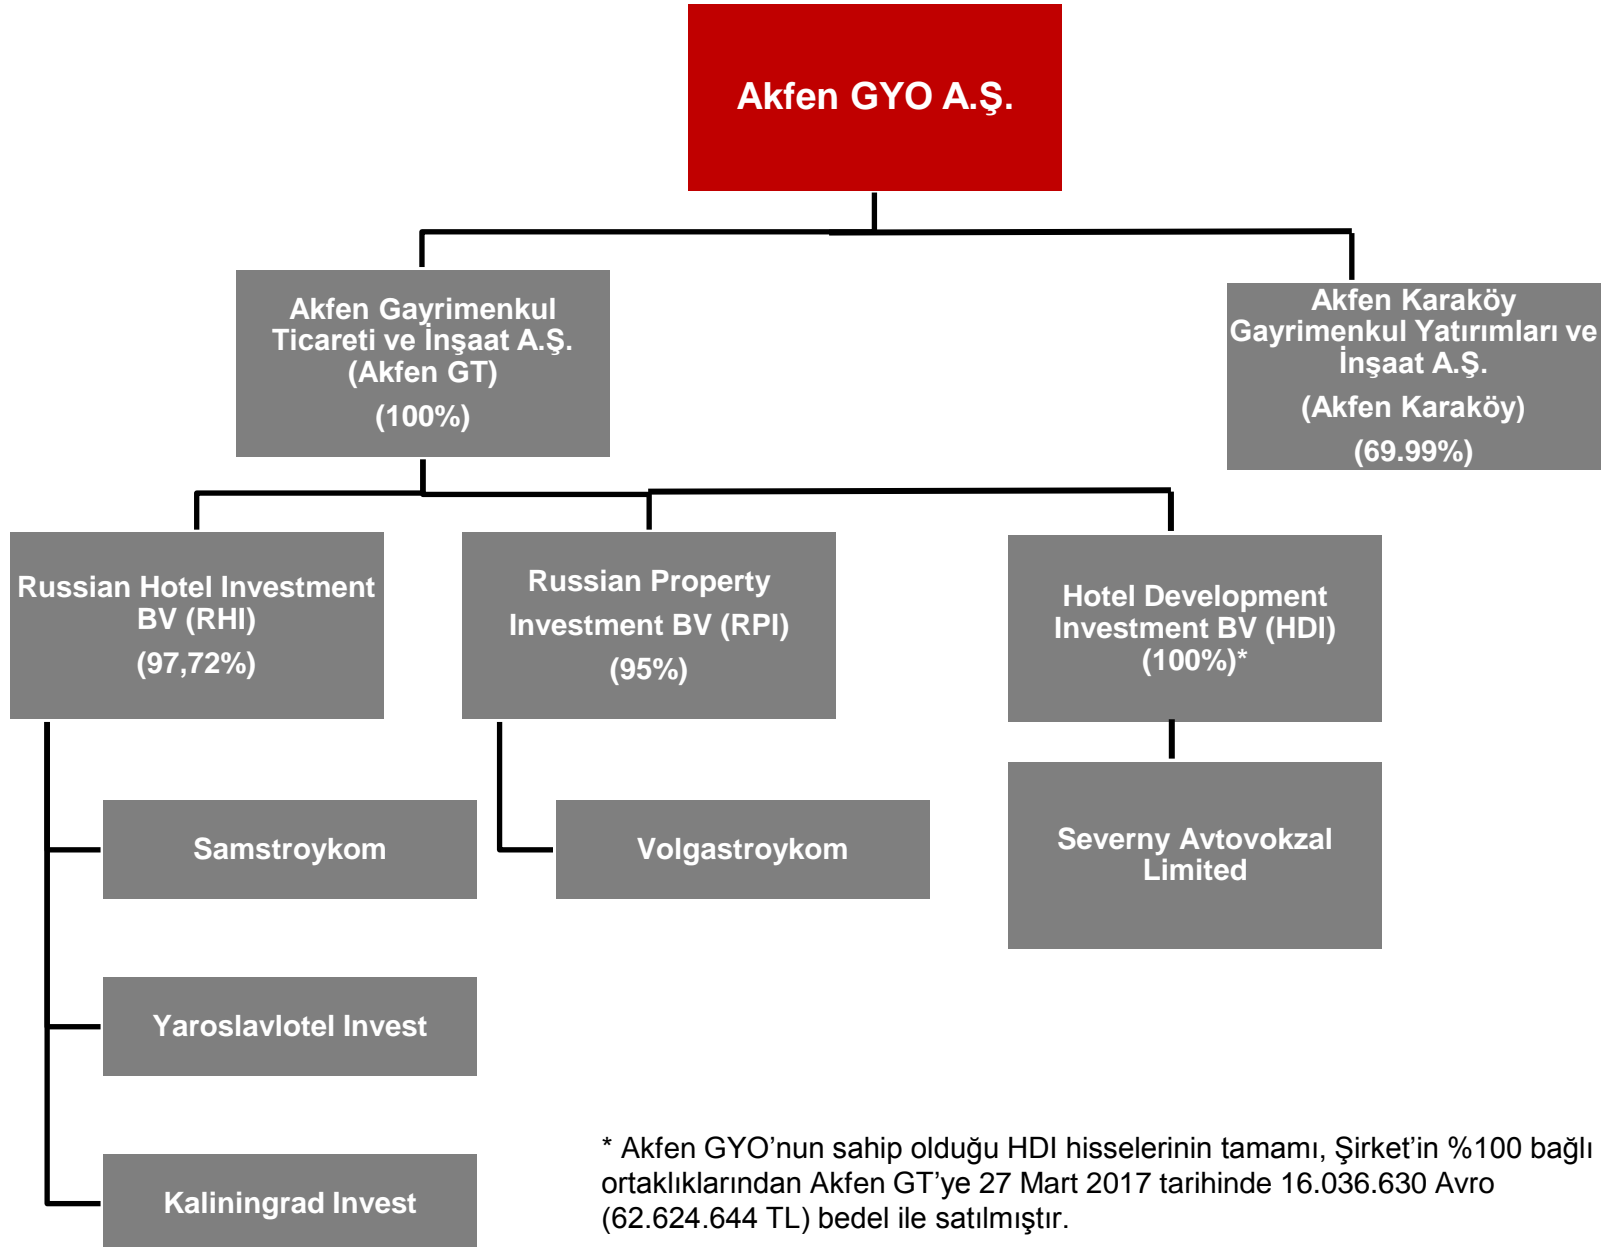 Akfen GYO A.Ş.
Akfen Gayrimenkul
Ticareti ve İnşaat A.Ş.
(Akfen GT)
(100%)
Akfen Karaköy
Gayrimenkul Yatırımları ve
İnşaat A.Ş.
(Akfen Karaköy)
(69.99%)
Russian Hotel Investment
BV (RHI)
(97,72%)
Russian Property
Investment BV (RPI)
(95%)
Hotel Development
Investment BV (HDI)
(100%)*
Samstroykom
Volgastroykom
Severny Avtovokzal
Limited
Yaroslavlotel Invest
Kaliningrad Invest
* Akfen GYO’nun sahip olduğu HDI hisselerinin tamamı, Şirket’in %100 bağlı
ortaklıklarından Akfen GT’ye 27 Mart 2017 tarihinde 16.036.630 Avro
(62.624.644 TL) bedel ile satılmıştır.